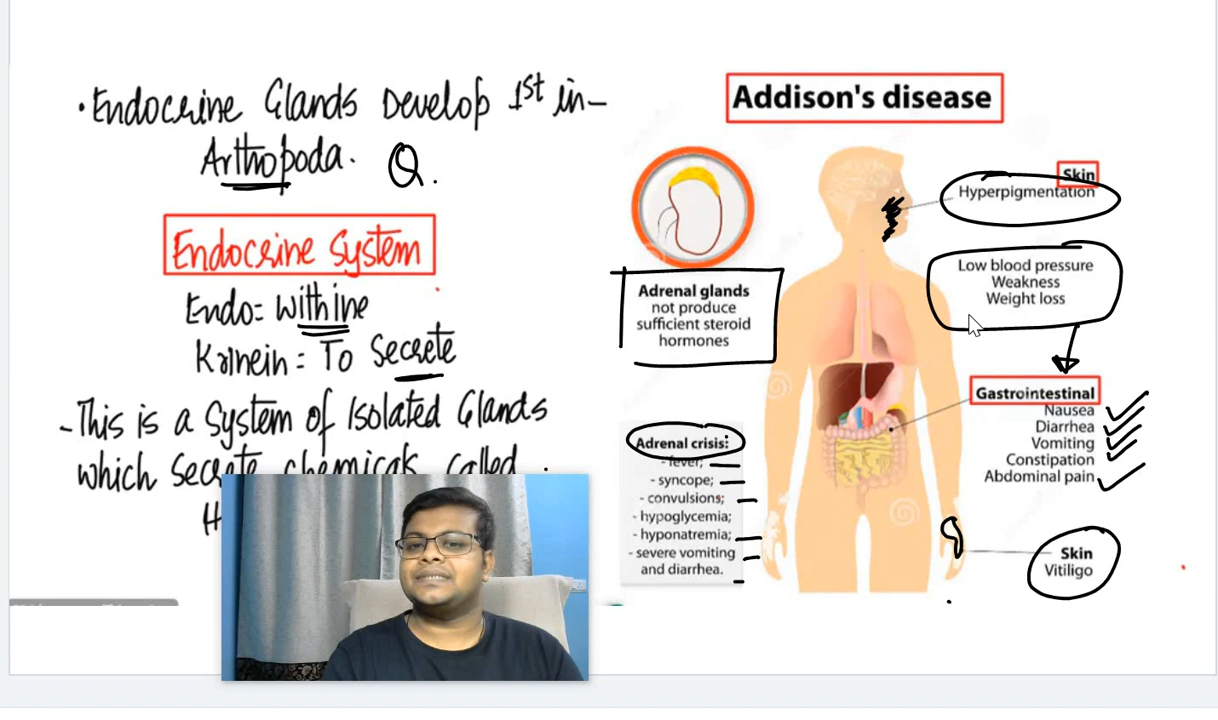 • Endocrine Glands Develop 1st in-
Arthopoda. Q.
Endocrine System
Endo= withine
Krinein = To Secrete
- This is a System of Isolated Glands
which Secrete chemicals called
H
Addison's disease
Adrenal glands
not produce
sufficient steroid
hormones
Adrenal crisis:
- fever;
- syncope;
- convulsions;
- hypoglycemia;
- hyponatremia;
- severe vomiting
and diarrhea.
Skin
Hyperpigmentation
Low blood pressure
Weakness
Weight loss
Gastrointestinal
Nausea
Diarrhea
Vomiting
Constipation
Abdominal pain
Skin
Vitiligo